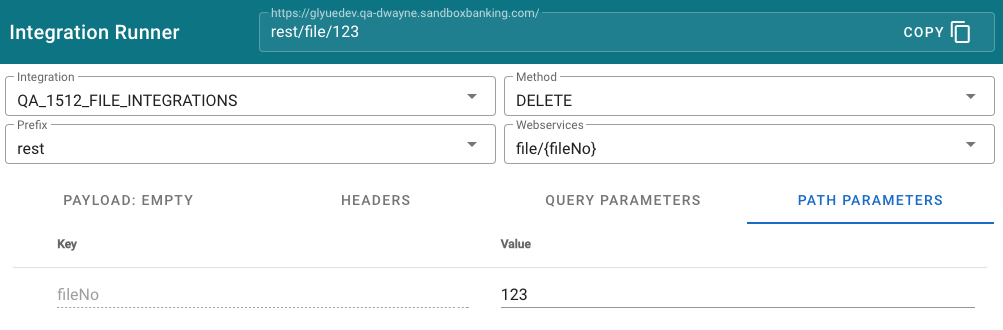 Integration Runner
https://glyuedev.qa-dwayne.sandboxbanking.com/
rest/file/123
COPY
Integration
QA_1512_FILE_INTEGRATIONS
Method
DELETE
Prefix
rest
Webservices
file/{fileNo}
PAYLOAD: EMPTY HEADERS QUERY PARAMETERS PATH PARAMETERS
Key Value
fileNo 123